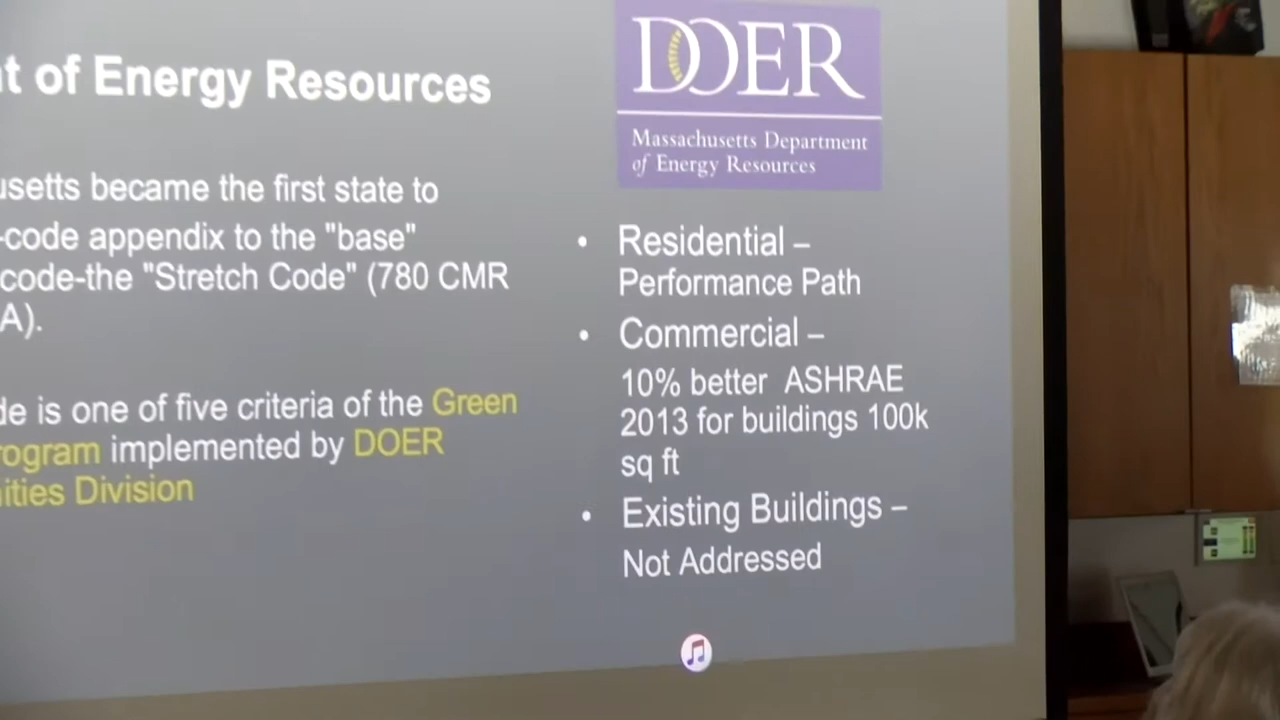 t of Energy Resources
usetts became the first state to
-code appendix to the "base"
code-the "Stretch Code" (780 CMR
A).
de is one of five criteria of the Green
rogram implemented by DOER
ities Division
DOER
Massachusetts Department
of Energy Resources
• Residential –
Performance Path
• Commercial –
10% better ASHRAE
2013 for buildings 100k
sq ft
• Existing Buildings –
Not Addressed